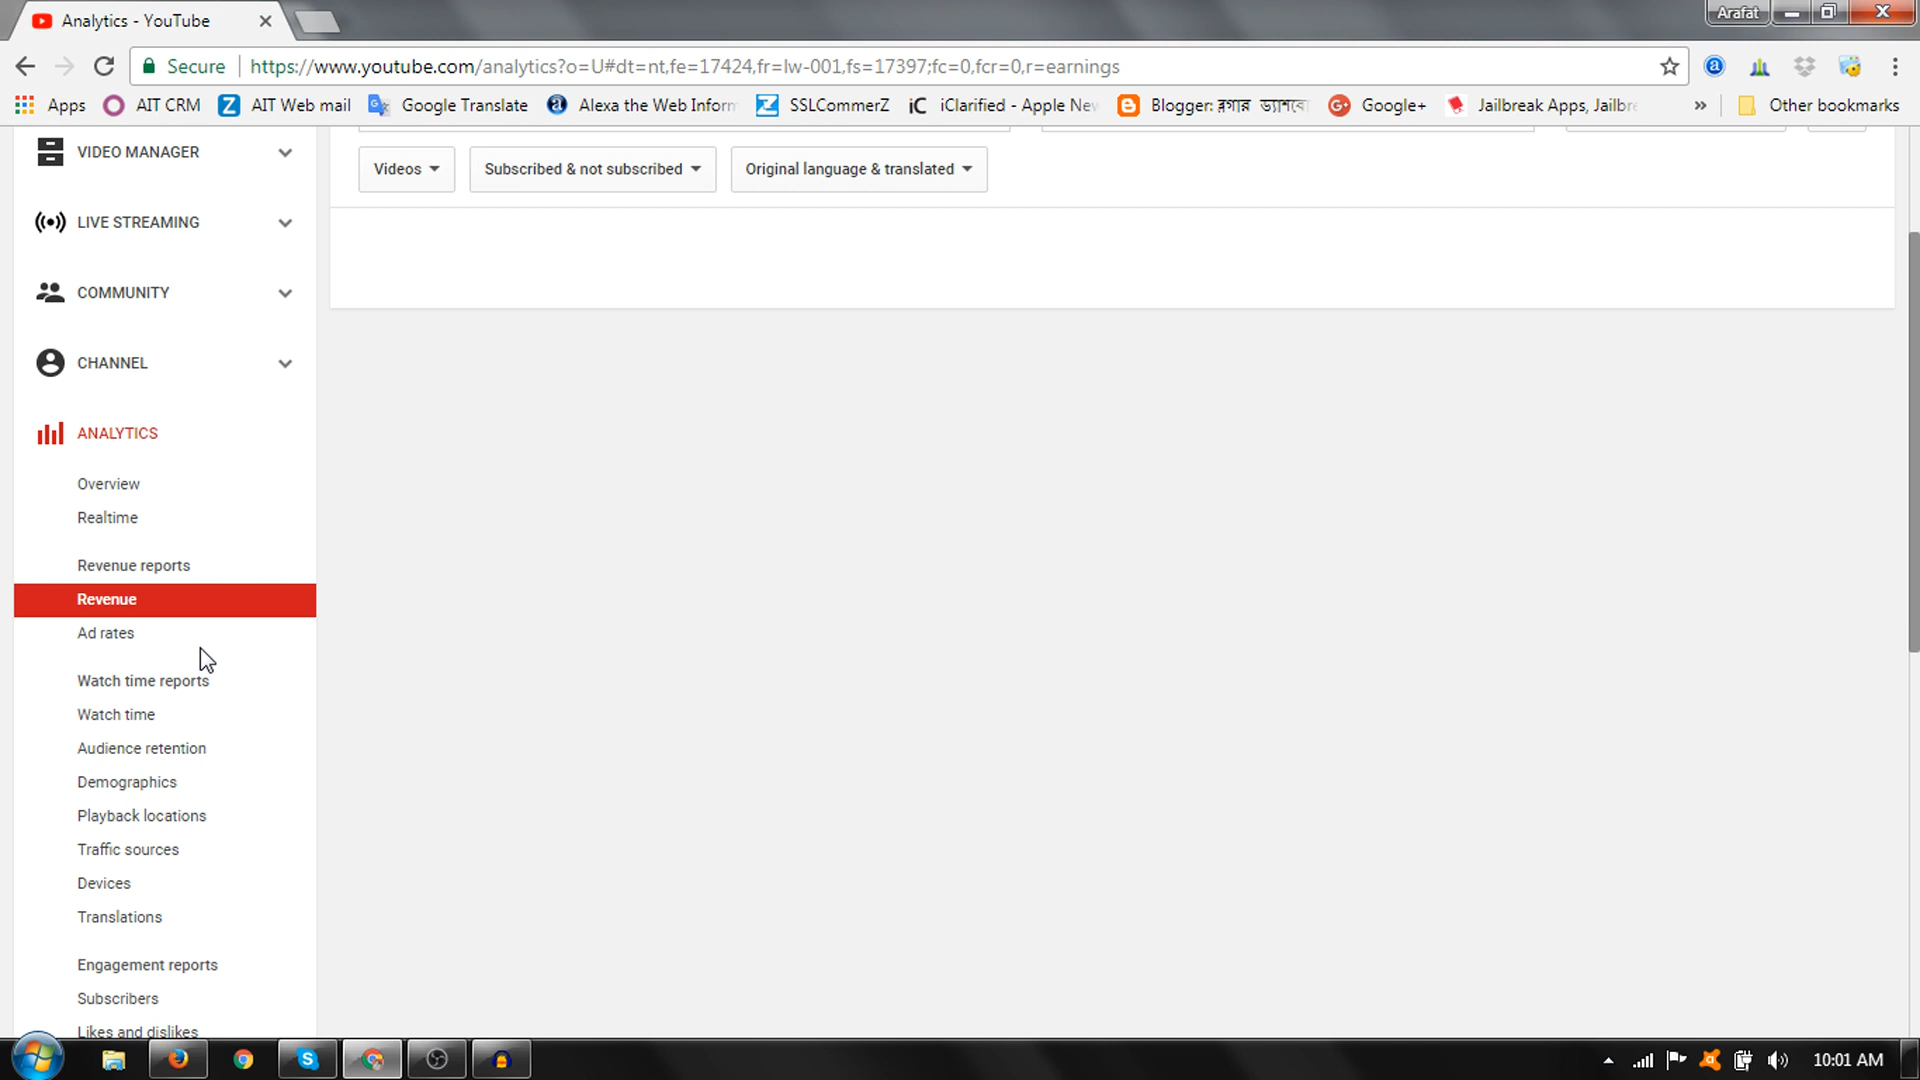 Analytics - YouTube
Arafat
Secure https://www.youtube.com/analytics?o=U#dt=nt,fe=17424,fr=lw-001,fs=17397;fc=0,fcr=0,r=earnings
Apps AIT CRM AIT Web mail Google Translate Alexa the Web Inform SSLCommerZ iClarified - Apple New Blogger: ব্লগার ড্যাশবো Google+ Jailbreak Apps, Jailbr » Other bookmarks
VIDEO MANAGER
Videos Subscribed & not subscribed Original language & translated
LIVE STREAMING
COMMUNITY
CHANNEL
ANALYTICS
Overview
Realtime
Revenue reports
Revenue
Ad rates
Watch time reports
Watch time
Audience retention
Demographics
Playback locations
Traffic sources
Devices
Translations
Engagement reports
Subscribers
Likes and dislikes
10:01 AM